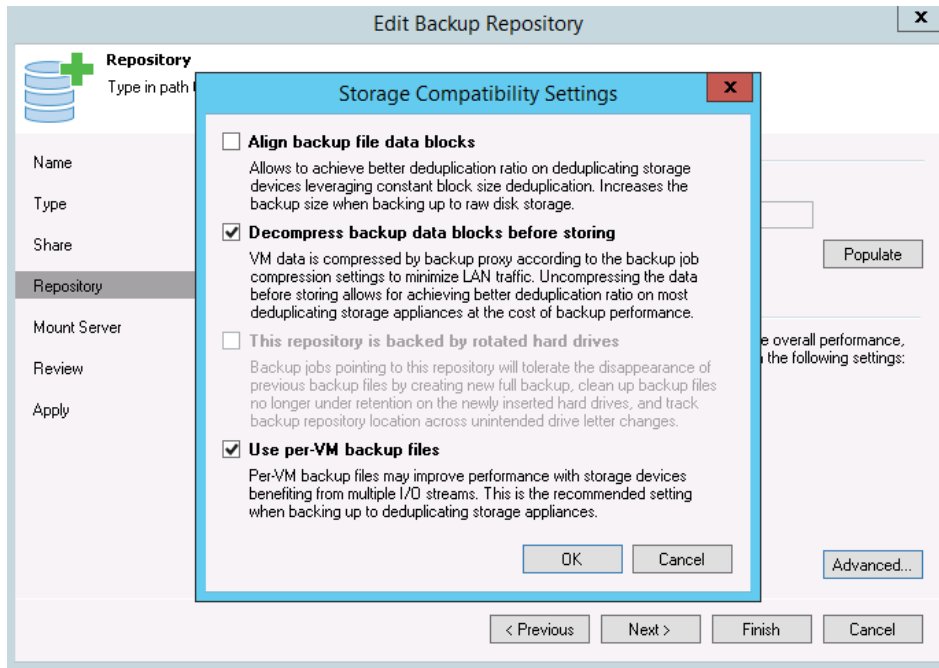 Edit Backup Repository
x
Repository
Type in path
Storage Compatibility Settings
x
Name
Type
Share
Repository
Mount Server
Review
Apply
Align backup file data blocks
Allows to achieve better deduplication ratio on deduplicating storage
devices leveraging constant block size deduplication. Increases the
backup size when backing up to raw disk storage.
Decompress backup data blocks before storing
VM data is compressed by backup proxy according to the backup job
compression settings to minimize LAN traffic. Uncompressing the data
before storing allows for achieving better deduplication ratio on most
deduplicating storage appliances at the cost of backup performance.
This repository is backed by rotated hard drives
Backup jobs pointing to this repository will tolerate the disappearance of
previous backup files by creating new full backup, clean up backup files
no longer under retention on the newly inserted hard drives, and track
backup repository location across unintended drive letter changes.
Use per-VM backup files
Per-VM backup files may improve performance with storage devices
benefiting from multiple I/O streams. This is the recommended setting
when backing up to deduplicating storage appliances.
OK
Cancel
Populate
e overall performance,
the following settings:
Advanced...
< Previous
Next >
Finish
Cancel